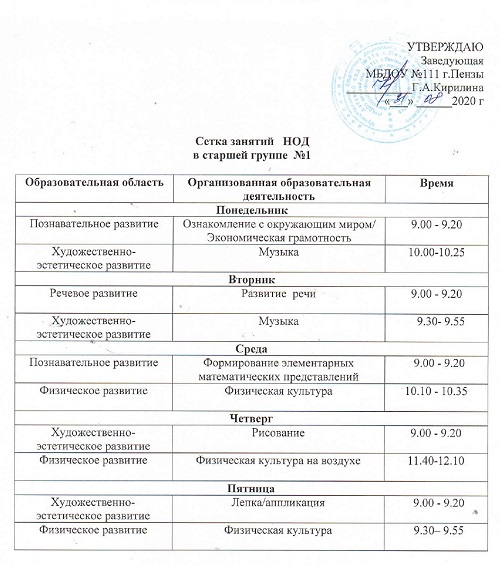 УТВЕРЖДАЮ
Заведующая
МБДОУ №111 г.Пензы
Г.А.Кирилина
« 31 » 08 2020 г
Сетка занятий НОД
в старшей группе №1
Образовательная область Организованная образовательная Время
деятельность
Понедельник
Познавательное развитие Ознакомление с окружающим миром/ 9.00 - 9.20
Экономическая грамотность
Художественно- Музыка 10.00-10.25
эстетическое развитие
Вторник
Речевое развитие Развитие речи 9.00 - 9.20
Художественно- Музыка 9.30- 9.55
эстетическое развитие
Среда
Познавательное развитие Формирование элементарных 9.00 - 9.20
математических представлений
Физическое развитие Физическая культура 10.10 - 10.35
Четверг
Художественно- Рисование 9.00 - 9.20
эстетическое развитие
Физическое развитие Физическая культура на воздухе 11.40-12.10
Пятница
Художественно- Лепка/аппликация 9.00 - 9.20
эстетическое развитие
Физическое развитие Физическая культура 9.30– 9.55